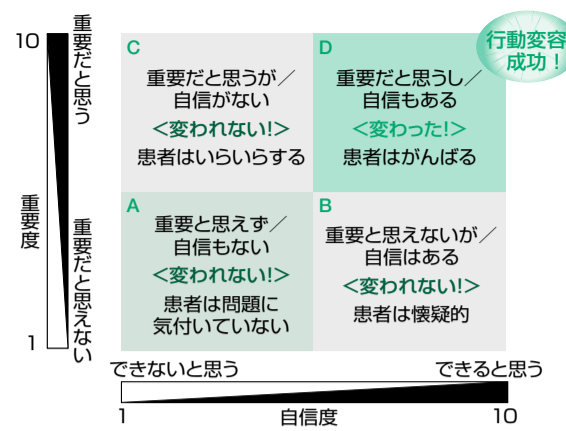 行動変容
成功！
10
重要だと思う
重要度
重要だと思えない
1
C
重要だと思うが／
自信がない
＜変われない!＞
患者はいらいらする
D
重要だと思うし／
自信もある
＜変わった!＞
患者はがんばる
A
重要と思えず／
自信もない
＜変われない!＞
患者は問題に
気付いていない
B
重要と思えないが／
自信はある
＜変われない!＞
患者は懐疑的
できないと思う
できると思う
1
自信度
10